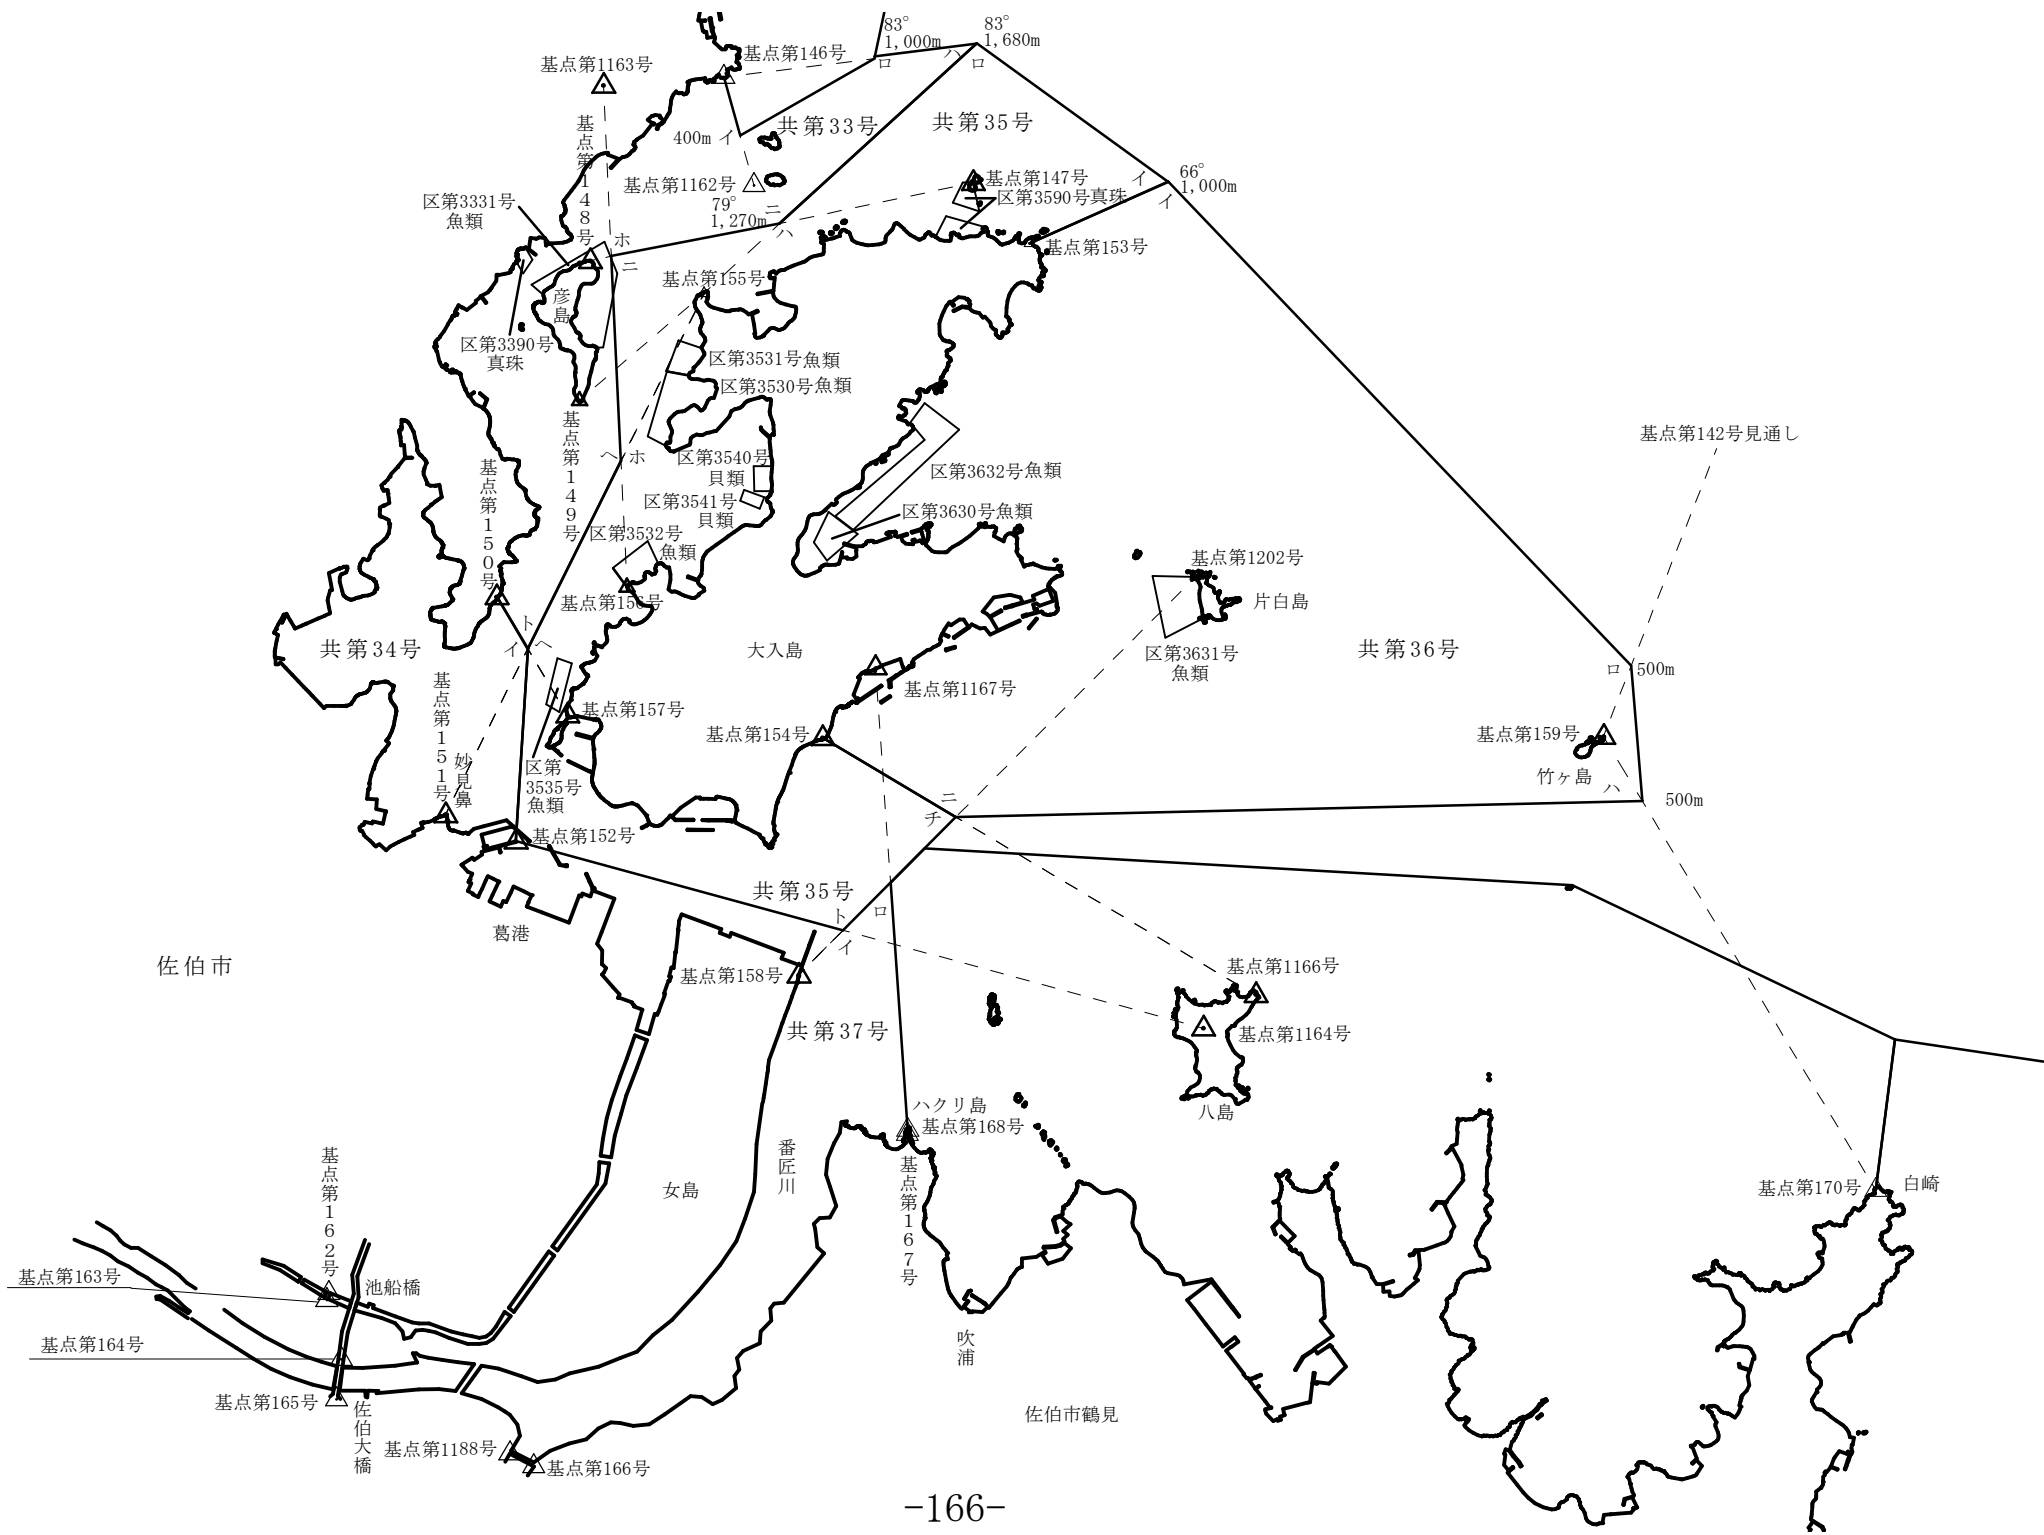 83°
1,000m
83°
1,680m
ロ
ハ
ロ
基点第146号
基点第1163号
基点第148号
400m
イ
共第33号
共第35号
基点第1162号
79°
1,270m
ニ
ハ
基点第147号
区第3590号真珠
66°
1,000m
イ
イ
基点第153号
区第3331号
魚類
ホ
ニ
彦島
基点第155号
区第3390号
真珠
区第3531号魚類
区第3530号魚類
基点第149号
基点第142号見通し
ヘ
ホ
区第3540号
貝類
区第3541号
貝類
区第3632号魚類
区第3630号魚類
基点第150号
区第3532号
魚類
基点第156号
基点第1202号
片白島
区第3631号
魚類
共第34号
ト
イ
ヘ
大入島
共第36号
ロ
500m
基点第1167号
基点第157号
基点第154号
基点第159号
竹ヶ島
ハ
500m
基点第151号
妙見鼻
区第
3535号
魚類
基点第152号
ニ
チ
共第35号
ト
イ
ロ
葛港
佐伯市
基点第158号
共第37号
基点第1166号
基点第1164号
八島
ハクリ島
基点第168号
基点第167号
番匠川
女島
基点第170号
白崎
基点第162号
基点第163号
池船橋
基点第164号
基点第165号
佐伯大橋
基点第1188号
基点第166号
吹浦
佐伯市鶴見
-166-